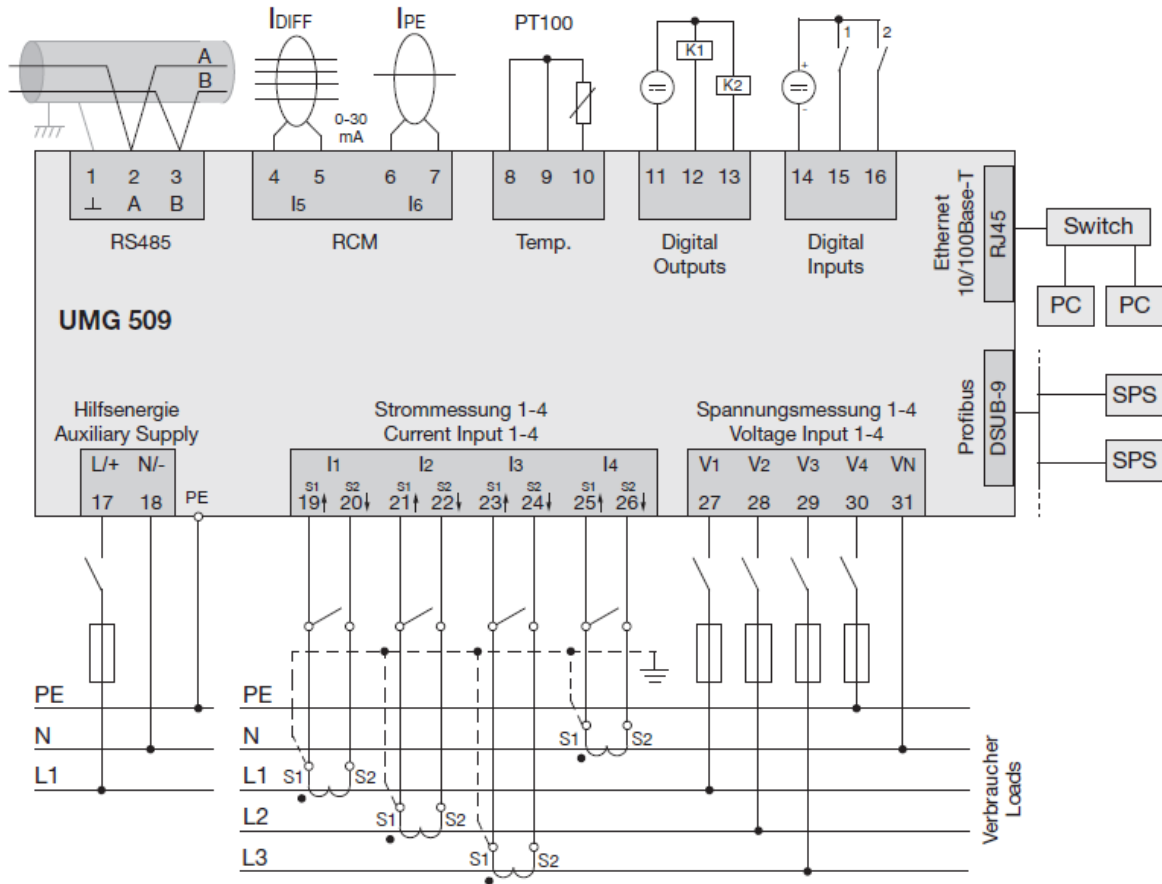 IDIFF IPE PT100
A
B
0-30
mA
K1
K2
+
-
1 2
1 2 3 4 5 6 7 8 9 10 11 12 13 14 15 16
⊥ A B I5 I6
RS485 RCM Temp. Digital Outputs Digital Inputs
Ethernet
10/100Base-T
RJ45
Switch
PC PC
UMG 509
Profibus
DSUB-9
SPS
SPS
Hilfsenergie
Auxiliary Supply
Strommessung 1-4
Current Input 1-4
Spannungsmessung 1-4
Voltage Input 1-4
L/+ N/- I1 I2 I3 I4 V1 V2 V3 V4 VN
S1 S2 S1 S2 S1 S2 S1 S2
17 18 PE 19 20 21 22 23 24 25 26 27 28 29 30 31
PE PE
N N S1 S2
L1 L1 S1 S2
L2 S1 S2
L3 S1 S2
Verbraucher
Loads